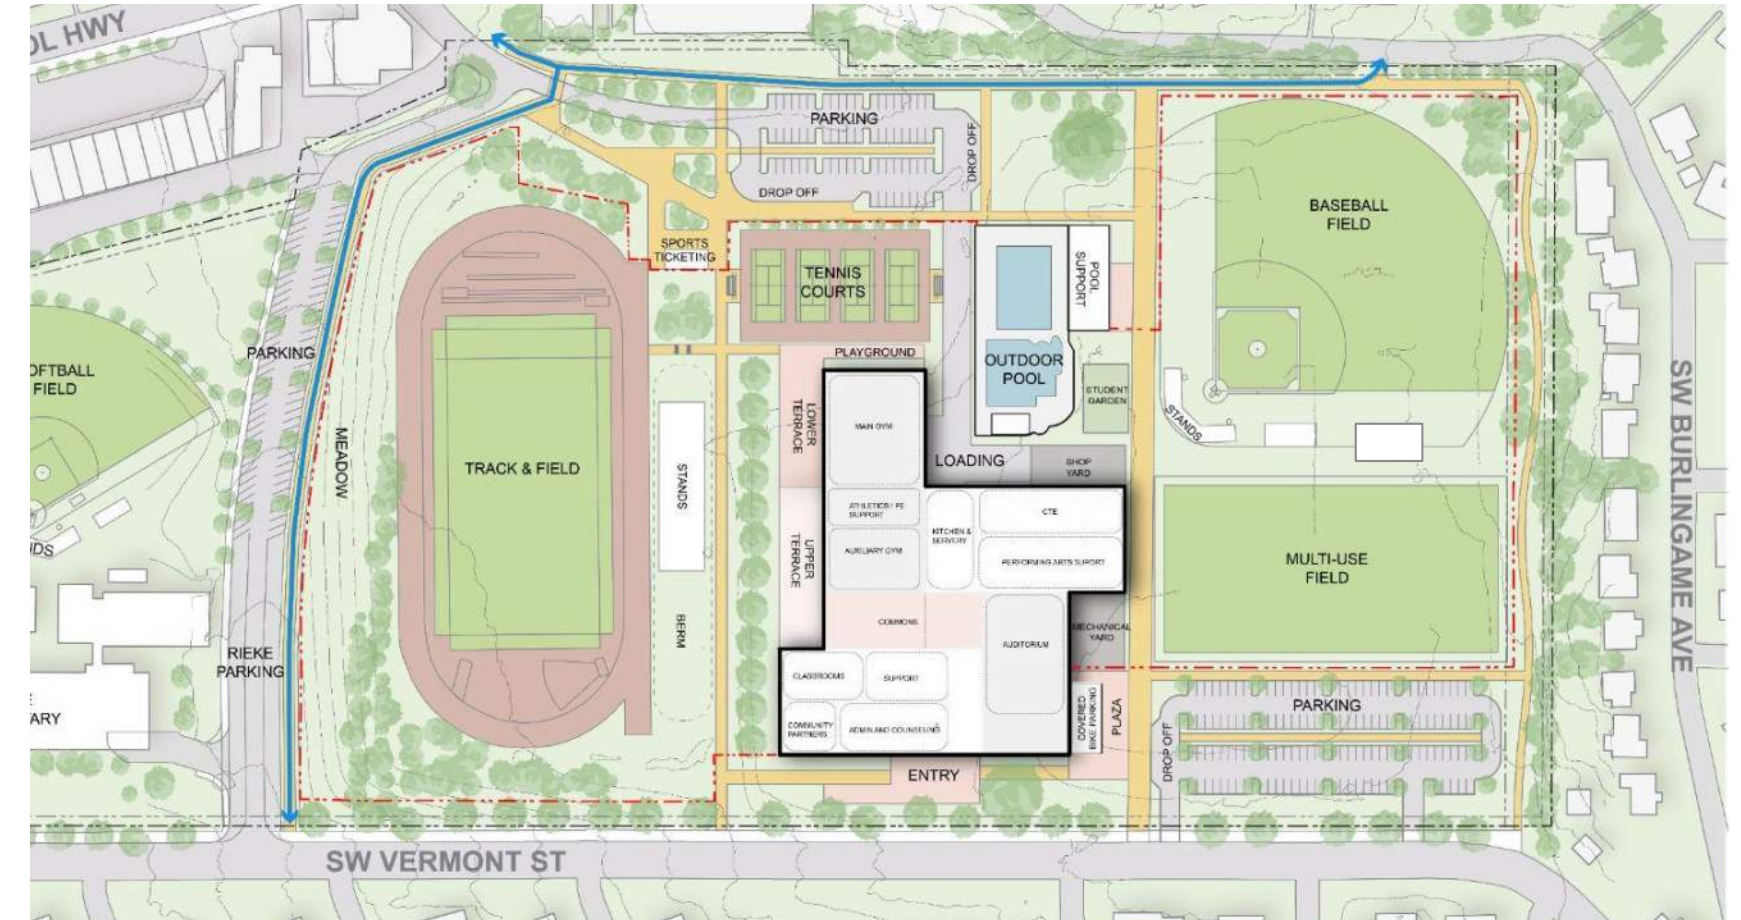 OL HWY
PARKING
DROP OFF
DROP OFF
SPORTS
TICKETING
TENNIS
COURTS
POOL
SUPPORT
BASEBALL
FIELD
PARKING
PLAYGROUND
OUTDOOR
POOL
OFTBALL
FIELD
STUDENT
GARDEN
STANDS
SW BURLINGAME AVE
MEADOW
TRACK & FIELD
STANDS
LOWER
TERRACE
MAIN GYM
LOADING
SHOP
YARD
ATHLETICS / PE
SUPPORT
CTE
KITCHEN &
SERVERY
UPPER
TERRACE
AUXILIARY GYM
PERFORMING ARTS SUPORT
MULTI-USE
FIELD
NDS
BERM
COMMONS
AUDITORIUM
MECHANICAL
YARD
RIEKE
PARKING
CLASSROOMS
SUPPORT
ARY
COMMUNITY
PARTNERS
ADMIN AND COUNSELING
COVERED
BIKE PARKING
PLAZA
DROP OFF
PARKING
ENTRY
SW VERMONT ST